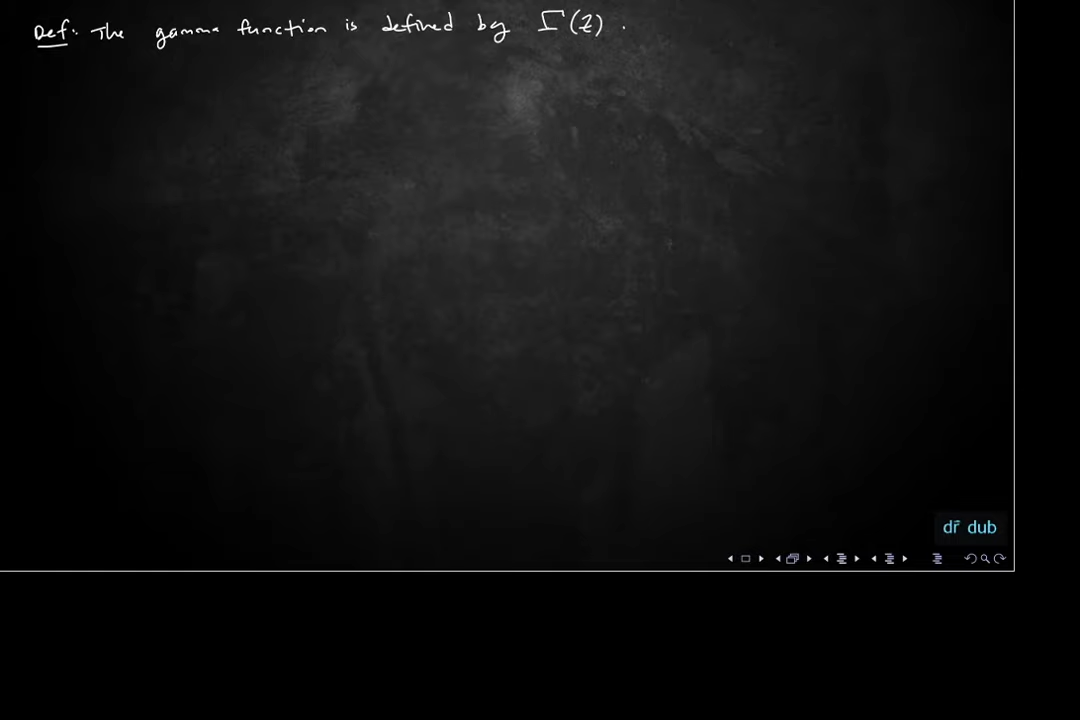 Def: The gamma function is defined by Γ(z).
dr dub